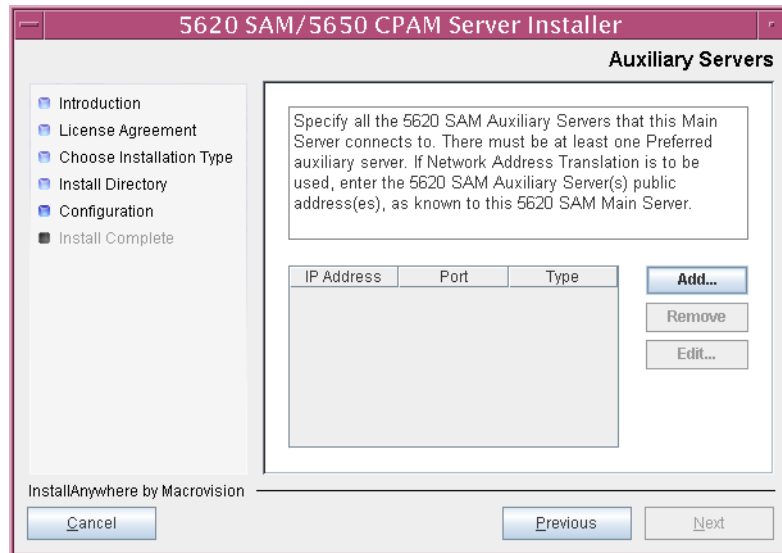 5620 SAM/5650 CPAM Server Installer
Auxiliary Servers
Introduction
License Agreement
Choose Installation Type
Install Directory
Configuration
Install Complete
Specify all the 5620 SAM Auxiliary Servers that this Main
Server connects to. There must be at least one Preferred
auxiliary server. If Network Address Translation is to be
used, enter the 5620 SAM Auxiliary Server(s) public
address(es), as known to this 5620 SAM Main Server.
IP Address Port Type
Add...
Remove
Edit...
InstallAnywhere by Macrovision
Cancel Previous Next